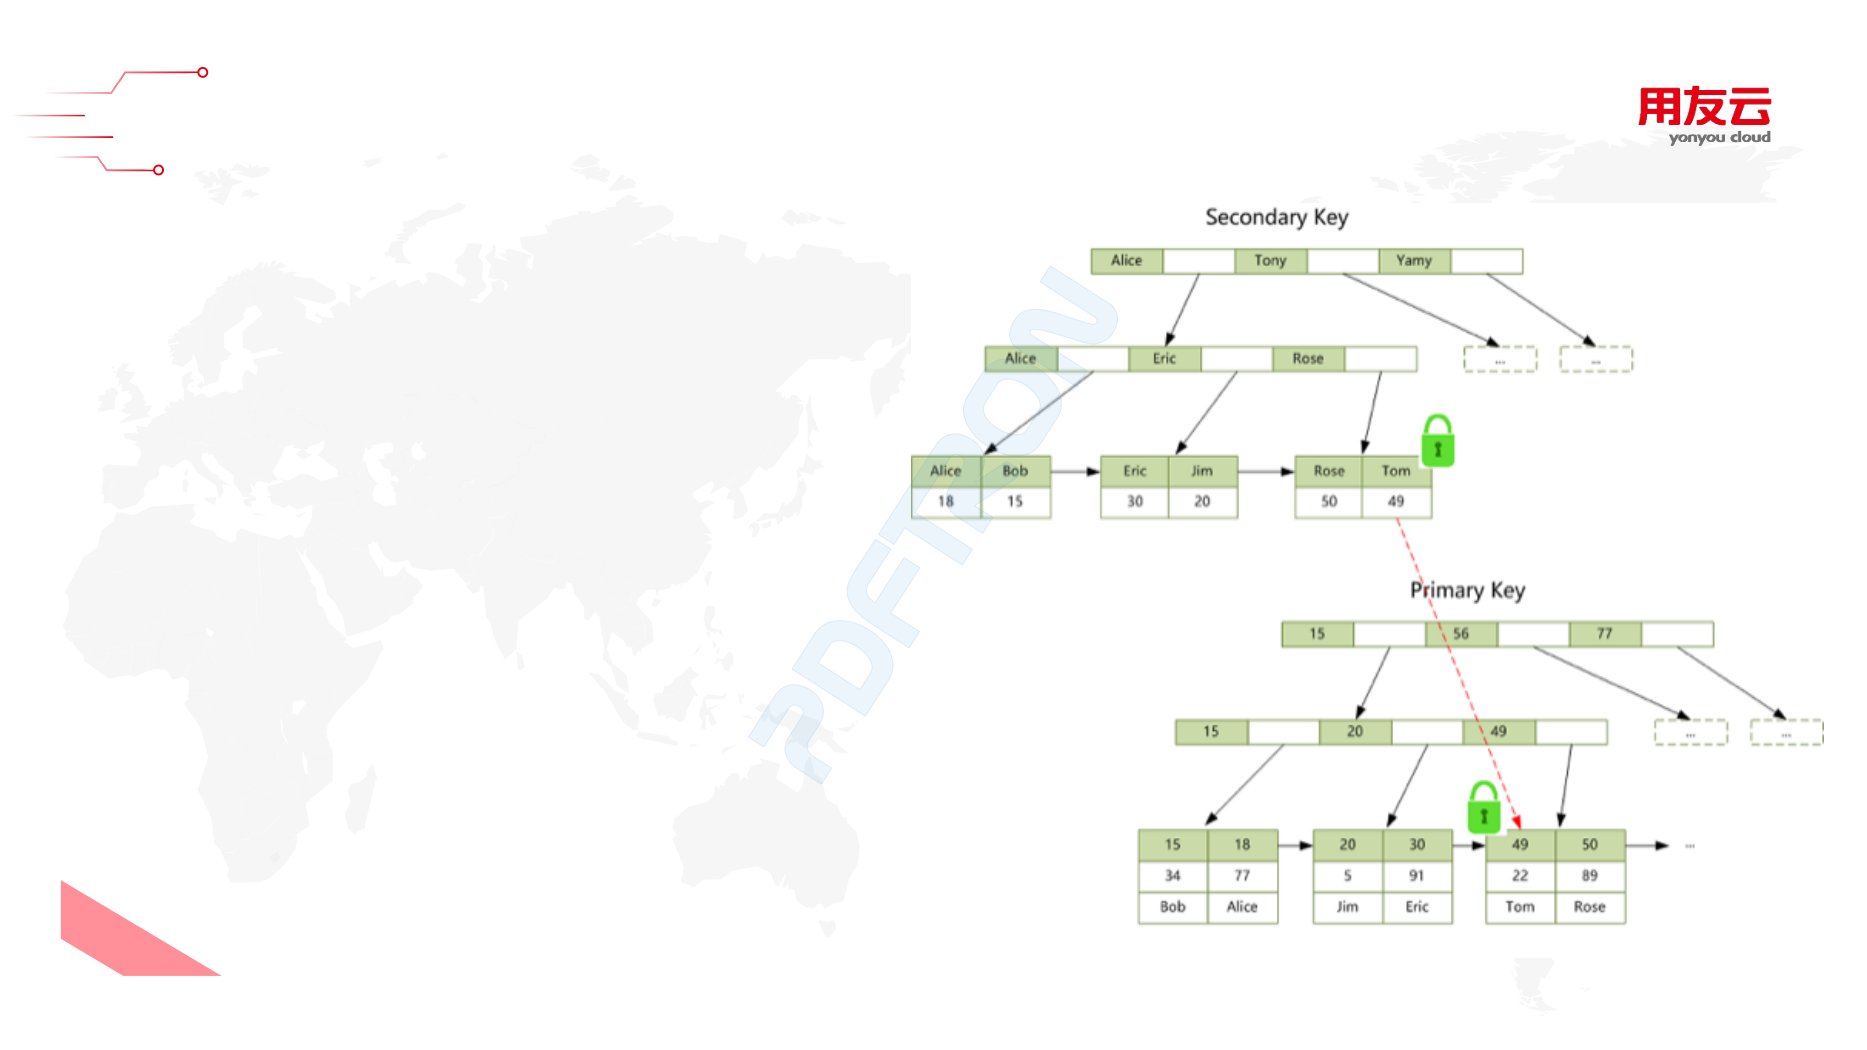 用友云
yonyou cloud
Secondary Key
Alice Tony Yamy
Alice Eric Rose ... ...
Alice Bob Eric Jim Rose Tom
18 15 30 20 50 49
Primary Key
15 56 77
15 20 49 ... ...
15 18 20 30 49 50 ...
34 77 5 91 22 89
Bob Alice Jim Eric Tom Rose
PDFTRON